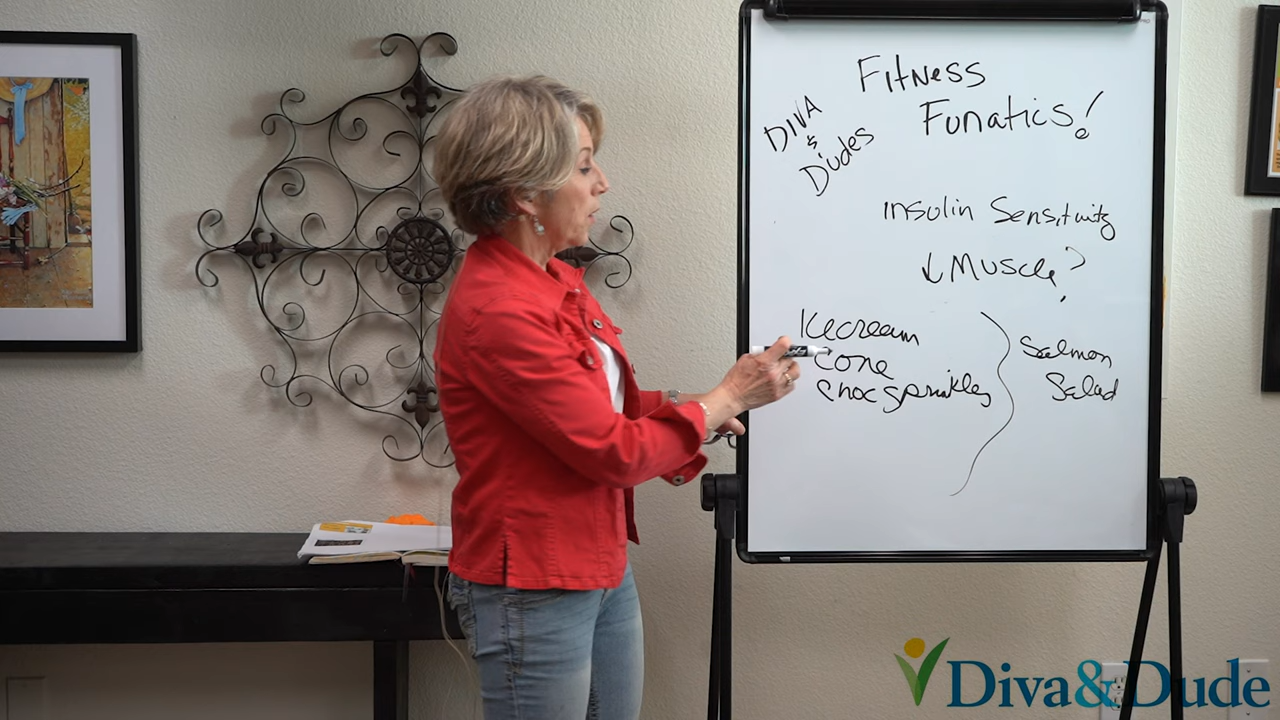 Fitness
Funatics!
DIVA
&
Dudes
insulin Sensitivity
↓ Muscle?
Icecream
Cone
Choc sprinkles
Salmon
Salad
Diva&Dude